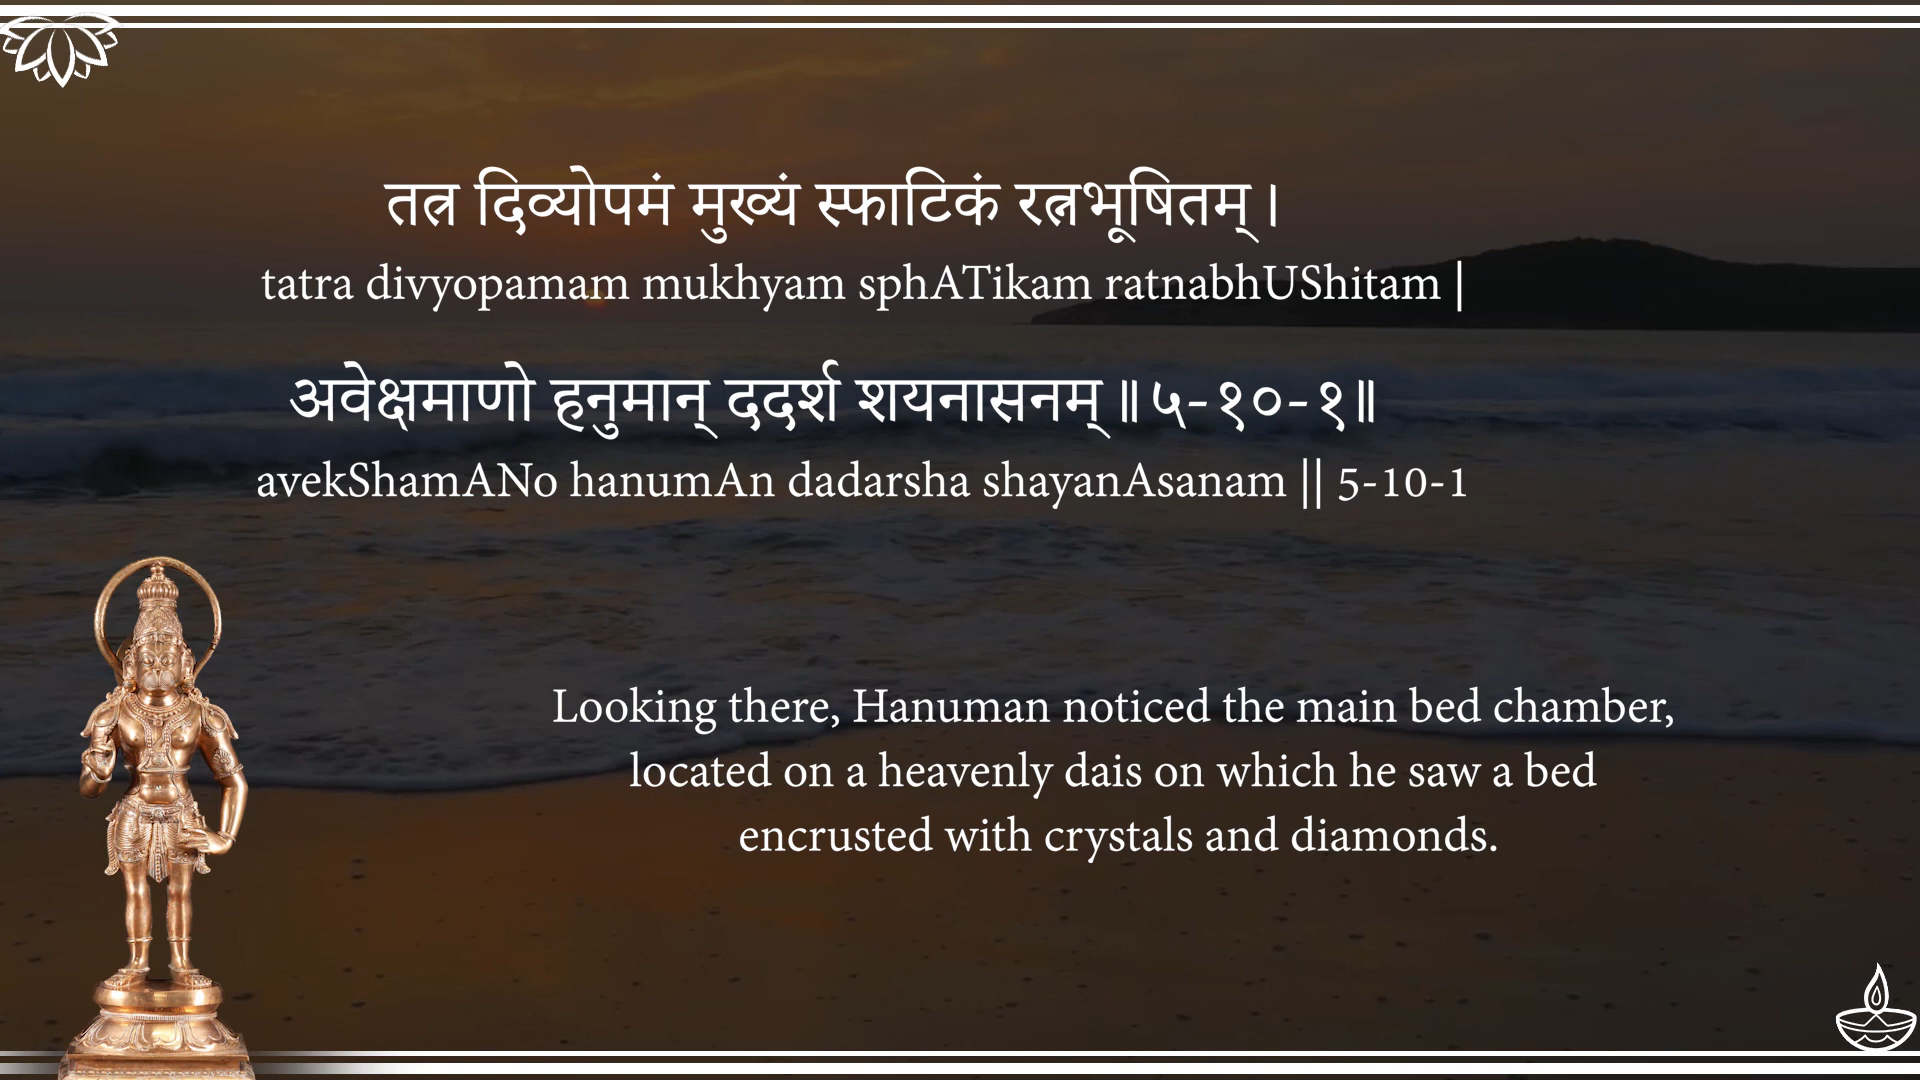 तत्र दिव्योपमं मुख्यं स्फाटिकं रत्नभूषितम् ।
tatra divyopamam mukhyam sphATikam ratnabhUShitam |
अवेक्षमाणो हनुमान् ददर्श शयनासनम् ॥ ५-१०-१॥
avekShamANo hanumAn dadarsha shayanAsanam || 5-10-1
Looking there, Hanuman noticed the main bed chamber,
located on a heavenly dais on which he saw a bed
encrusted with crystals and diamonds.